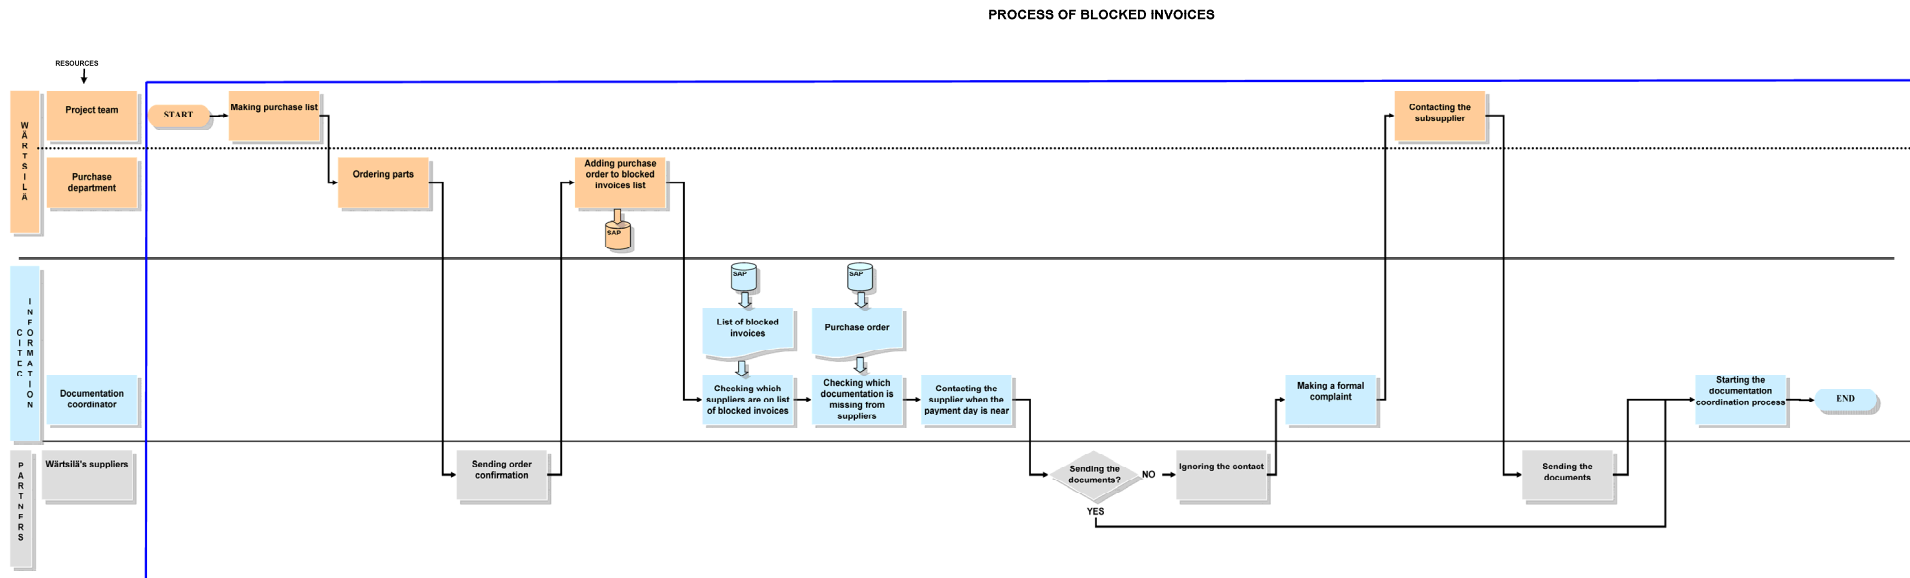 PROCESS OF BLOCKED INVOICES
RESOURCES
WÄRTSILÄ
Project team
START
Making purchase list
Contacting the
subsupplier
Purchase
department
Ordering parts
Adding purchase
order to blocked
invoices list
SAP
CITEC
INFORMATION
SAP
SAP
List of blocked
invoices
Purchase order
Documentation
coordinator
Checking which
suppliers are on list
of blocked invoices
Checking which
documentation is
missing from
suppliers
Contacting the
supplier when the
payment day is near
Making a formal
complaint
Starting the
documentation
coordination process
END
PARTNERS
Wärtsilä's suppliers
Sending order
confirmation
Sending the
documents?
NO
YES
Ignoring the contact
Sending the
documents